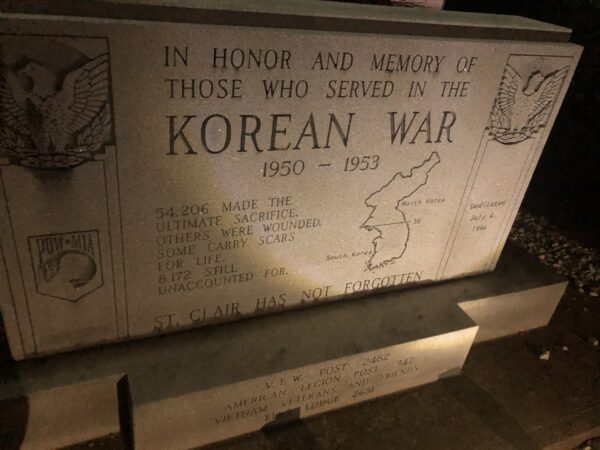 IN HONOR AND MEMORY OF
THOSE WHO SERVED IN THE
KOREAN WAR
1950 - 1953
54,206 MADE THE
ULTIMATE SACRIFICE.
OTHERS WERE WOUNDED.
SOME CARRY SCARS
FOR LIFE.
8,172 STILL
UNACCOUNTED FOR.
North Korea
38
South Korea
Dedicated
July 4,
1994
POW★MIA
ST. CLAIR HAS NOT FORGOTTEN
V.F.W. POST 2482
AMERICAN LEGION POST 347
VIETNAM VETERANS AND FRIENDS
ELKS LODGE 2651